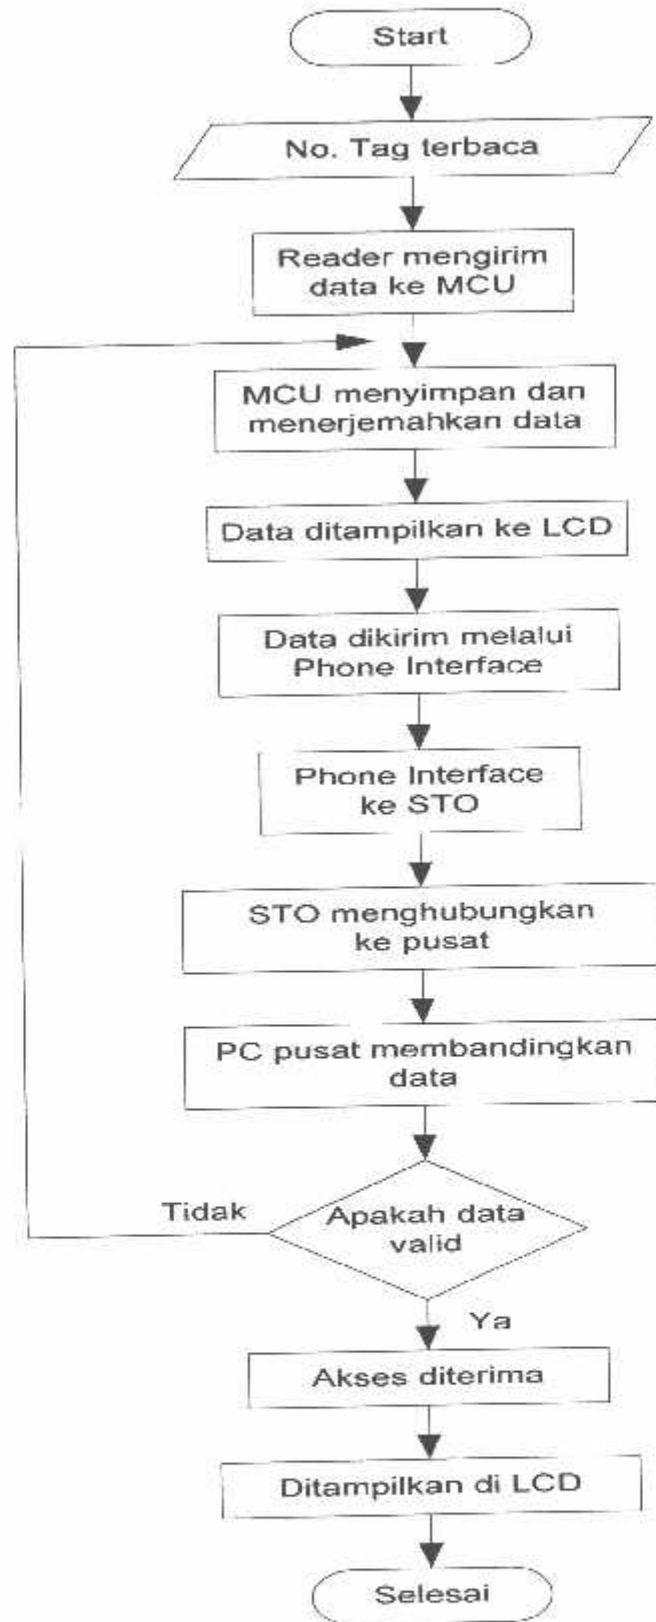 Start
No. Tag terbaca
Reader mengirim
data ke MCU
MCU menyimpan dan
menerjemahkan data
Data ditampilkan ke LCD
Data dikirim melalui
Phone Interface
Phone Interface
ke STO
STO menghubungkan
ke pusat
PC pusat membandingkan
data
Tidak
Apakah data
valid
Ya
Akses diterima
Ditampilkan di LCD
Selesai